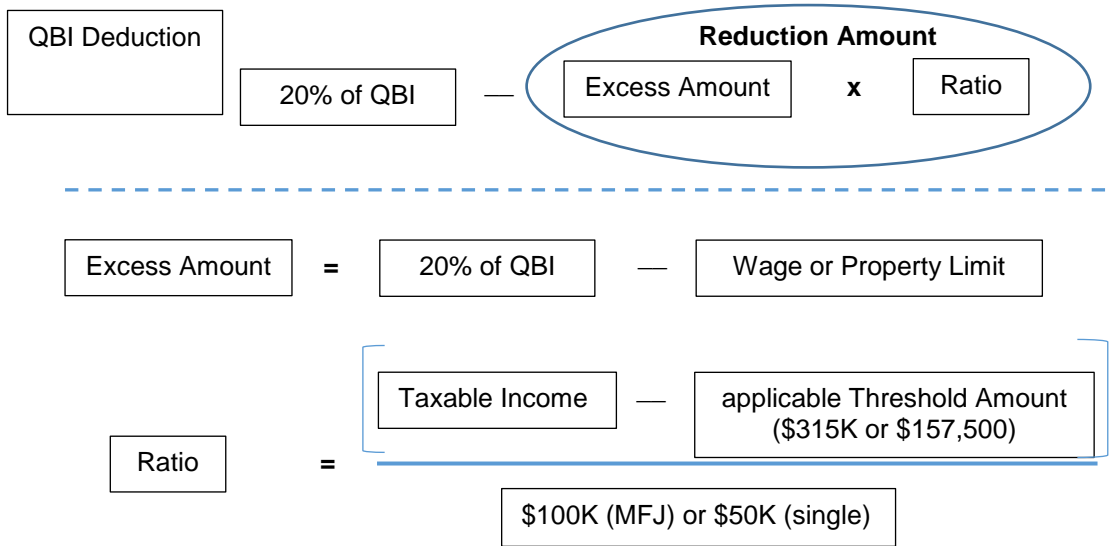 Reduction Amount
QBI Deduction
20% of QBI — Excess Amount x Ratio
Excess Amount = 20% of QBI — Wage or Property Limit
Taxable Income — applicable Threshold Amount
($315K or $157,500)
Ratio =
$100K (MFJ) or $50K (single)